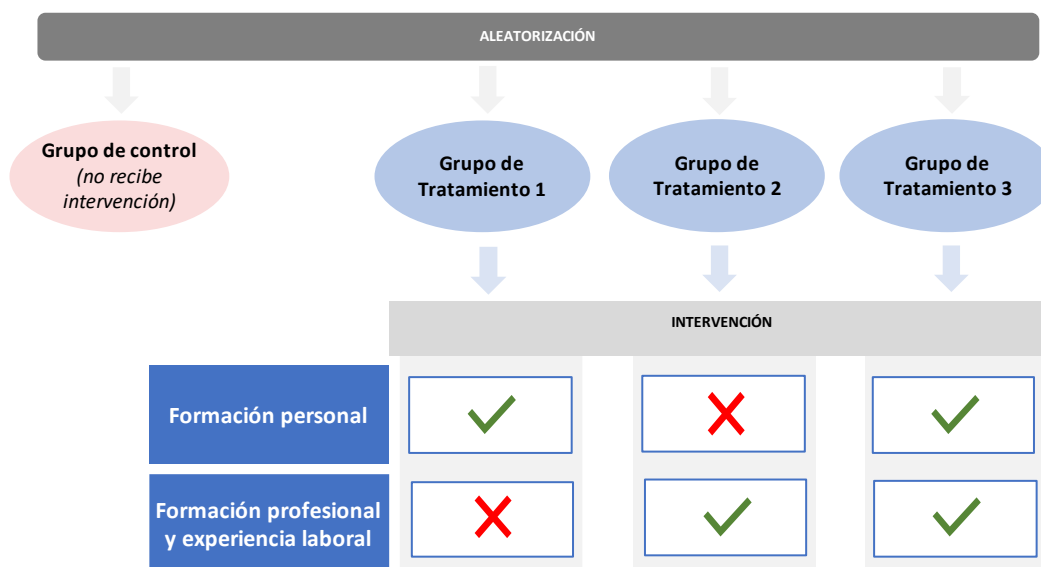 ALEATORIZACIÓN
Grupo de control
(no recibe
intervención)
Grupo de
Tratamiento 1
Grupo de
Tratamiento 2
Grupo de
Tratamiento 3
INTERVENCIÓN
Formación personal
Formación profesional
y experiencia laboral